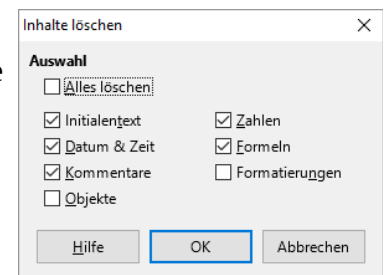 Inhalte löschen
e
Auswahl
Alles löschen
Initialentext
Zahlen
Datum & Zeit
Formeln
Kommentare
Formatierungen
Objekte
Hilfe
OK
Abbrechen